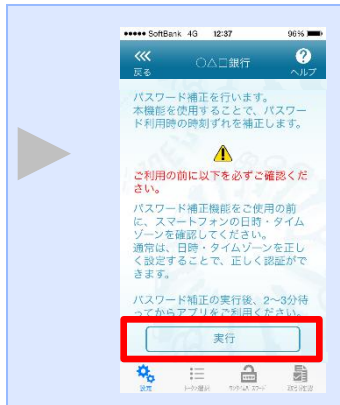 SoftBank 4G 12:37 96%
戻る ○△□銀行 ? ヘルプ
パスワード補正を行います。
本機能を使用することで、パスワー
ド利用時の時刻ずれを補正します。
ご利用の前に以下を必ずご確認くだ
さい。
パスワード補正機能をご使用の前
に、スマートフォンの日時・タイム
ゾーンを確認してください。
通常は、日時・タイムゾーンを正し
く設定することで、正しく認証がで
きます。
パスワード補正の実行後、2~3分待
ってからアプリをご利用ください。
実行
設定